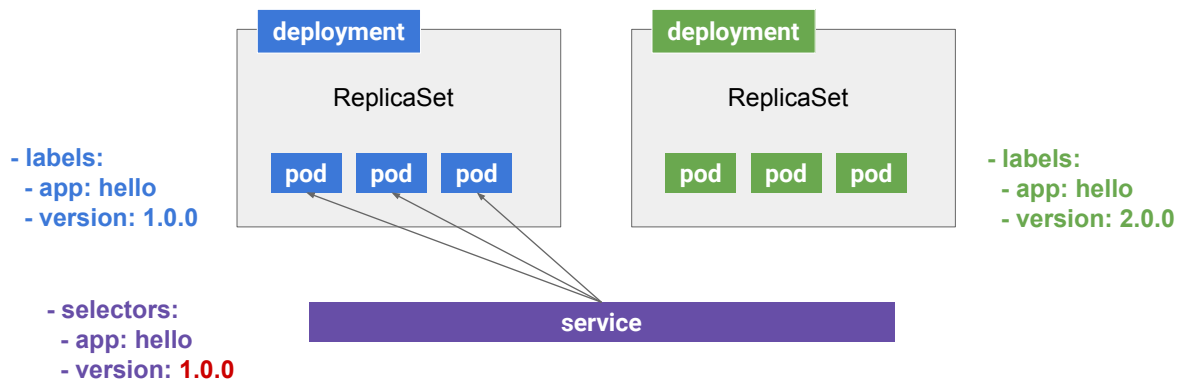 deployment
deployment
ReplicaSet
ReplicaSet
- labels:
- app: hello
- version: 1.0.0
pod pod pod
pod pod pod
- labels:
- app: hello
- version: 2.0.0
- selectors:
- app: hello
- version: 1.0.0
service